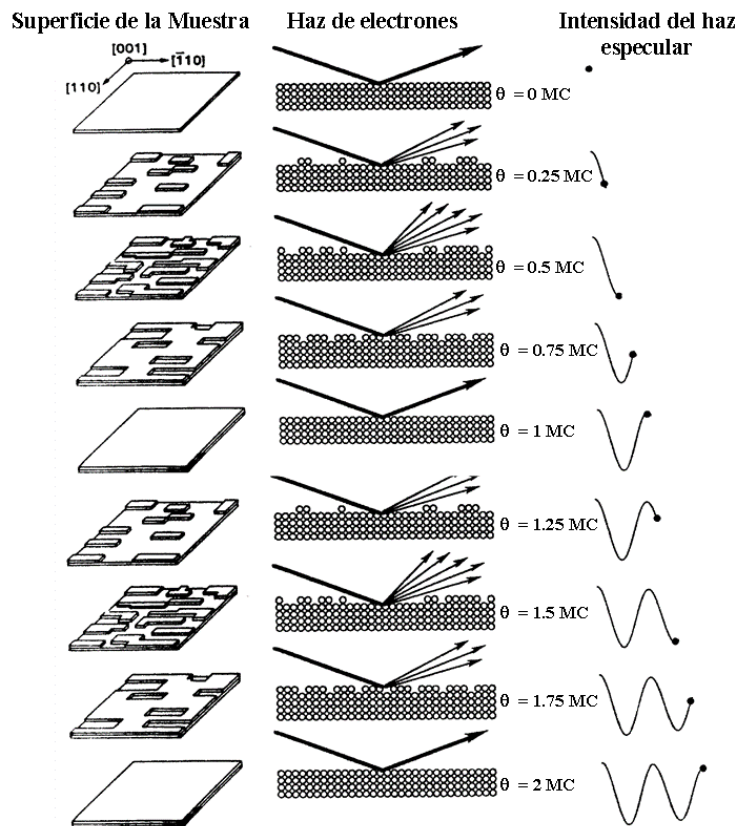 Superficie de la Muestra
Haz de electrones
Intensidad del haz
especular
[001]
[1̄10]
[110]
θ = 0 MC
θ = 0.25 MC
θ = 0.5 MC
θ = 0.75 MC
θ = 1 MC
θ = 1.25 MC
θ = 1.5 MC
θ = 1.75 MC
θ = 2 MC